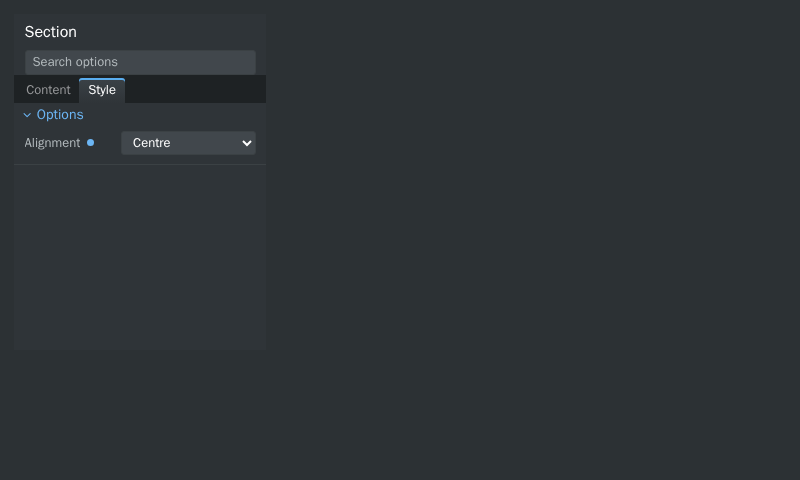 Section
Search options
Content Style
Options
Alignment Centre